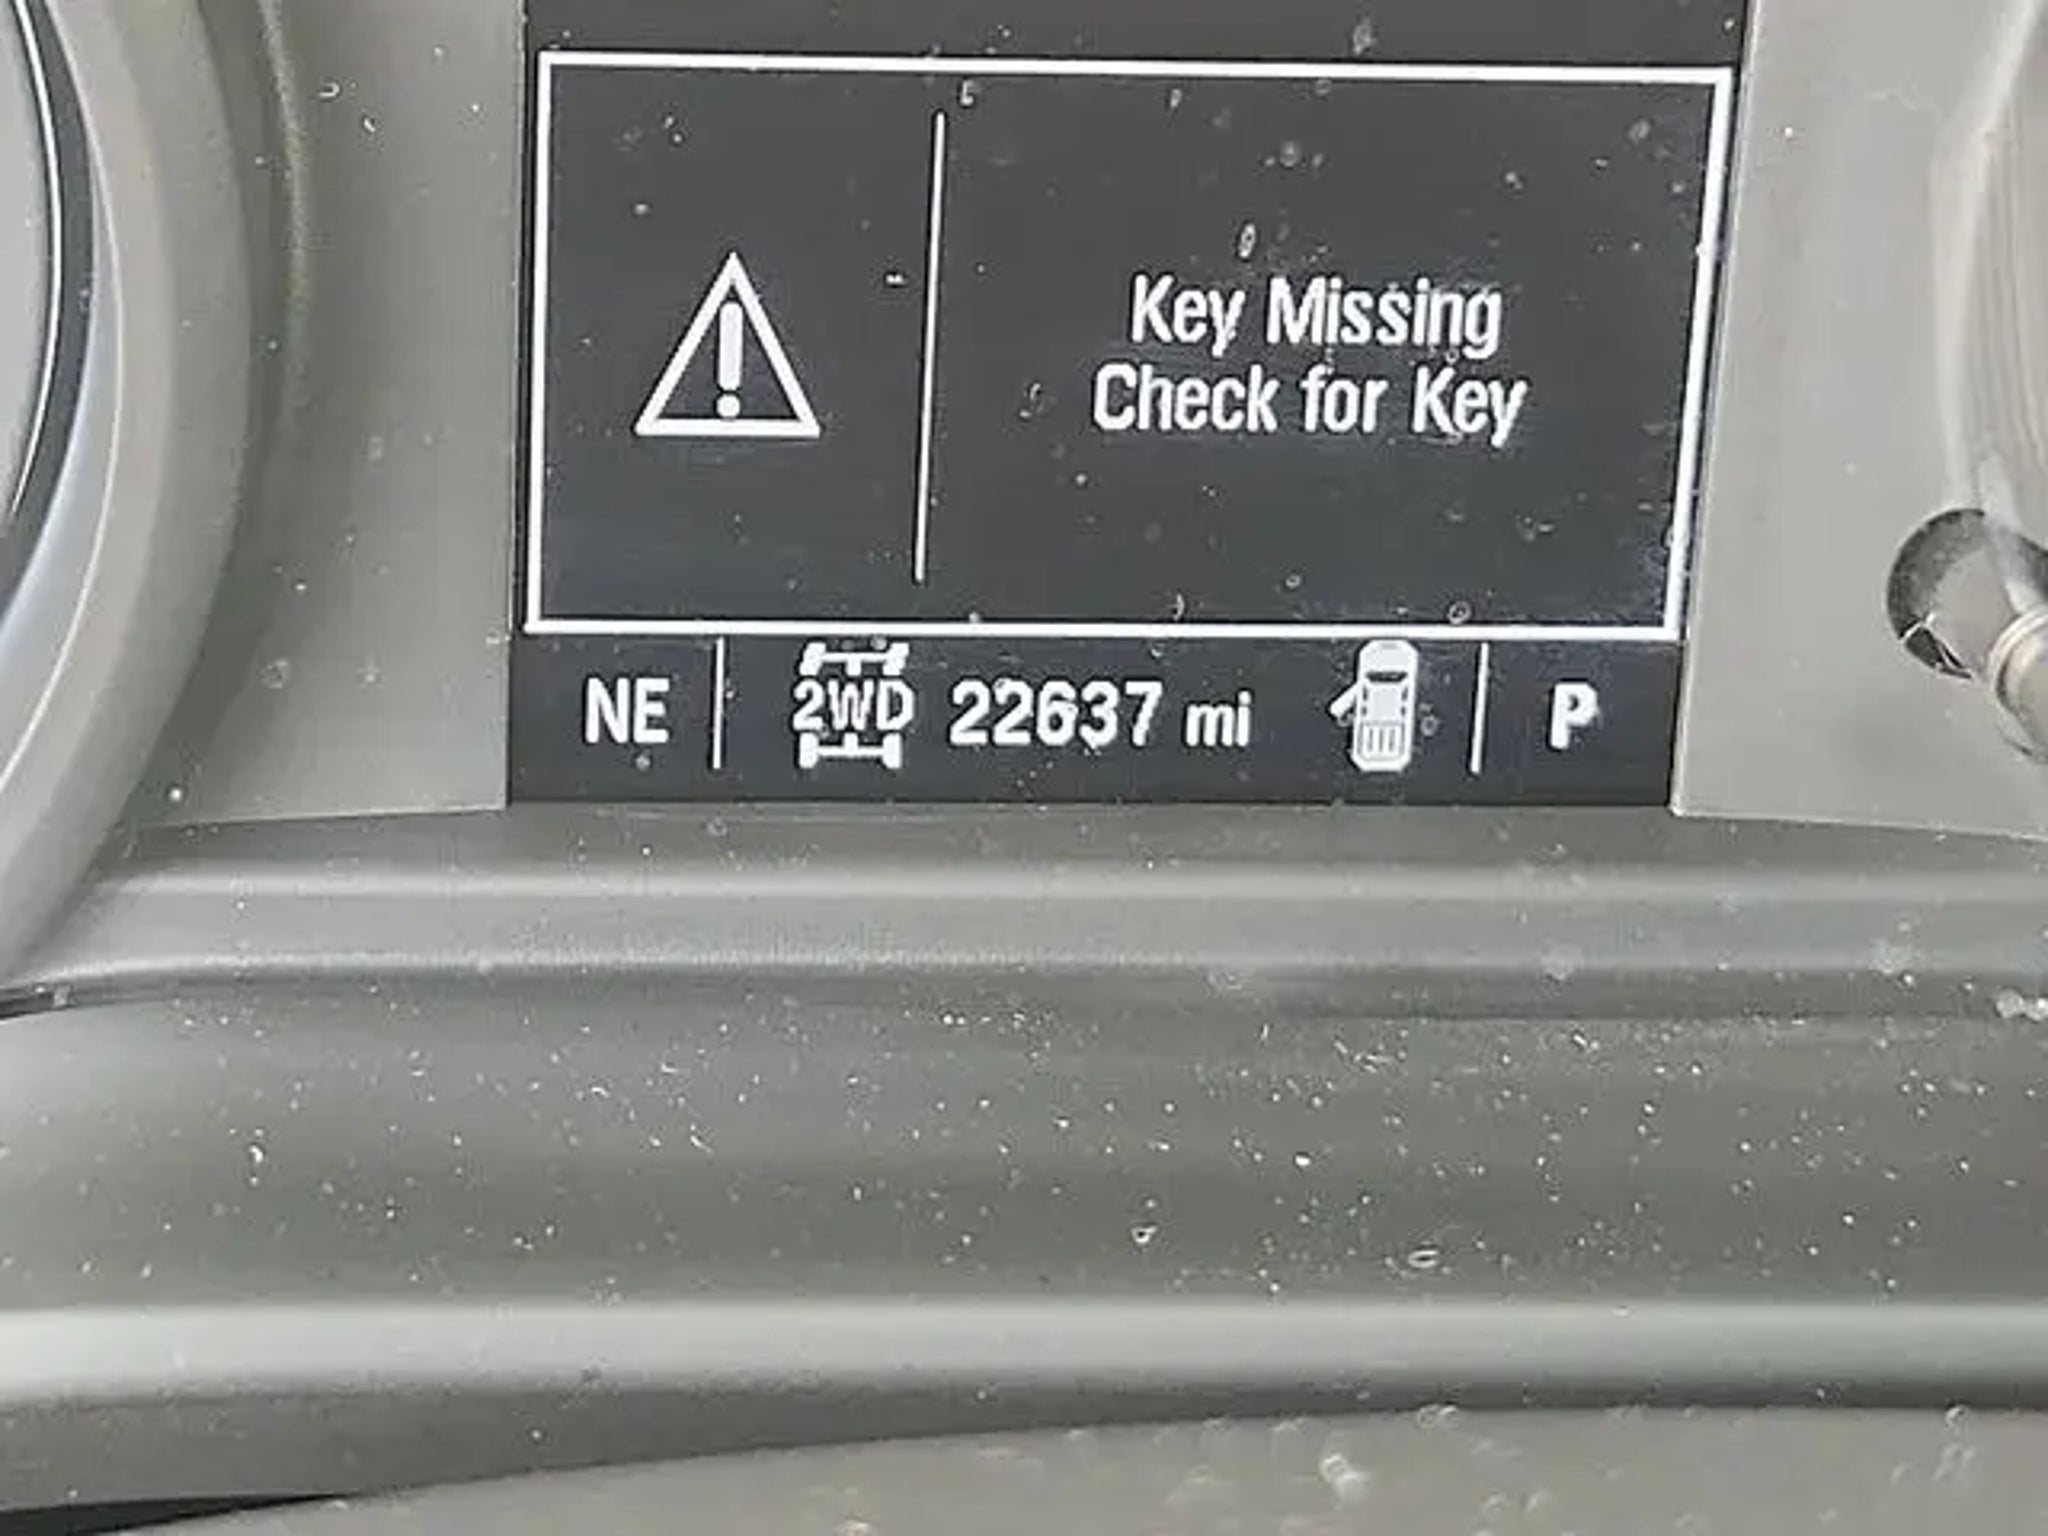 Key Missing
Check for Key
NE 2WD 22637 mi P